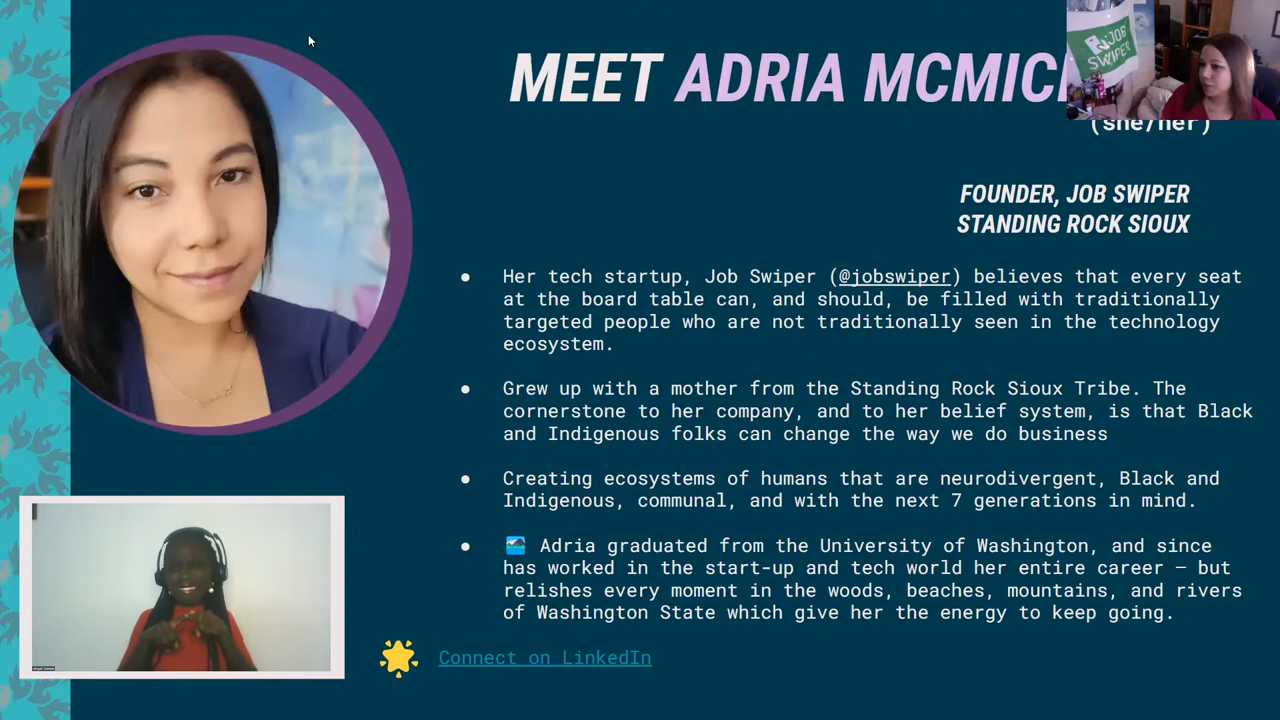 MEET ADRIA MCMICH
JOB
SWIPER
(she/her)
FOUNDER, JOB SWIPER
STANDING ROCK SIOUX
● Her tech startup, Job Swiper (@jobswiper) believes that every seat
at the board table can, and should, be filled with traditionally
targeted people who are not traditionally seen in the technology
ecosystem.
● Grew up with a mother from the Standing Rock Sioux Tribe. The
cornerstone to her company, and to her belief system, is that Black
and Indigenous folks can change the way we do business
● Creating ecosystems of humans that are neurodivergent, Black and
Indigenous, communal, and with the next 7 generations in mind.
● 🏞️ Adria graduated from the University of Washington, and since
has worked in the start-up and tech world her entire career — but
relishes every moment in the woods, beaches, mountains, and rivers
of Washington State which give her the energy to keep going.
Connect on LinkedIn